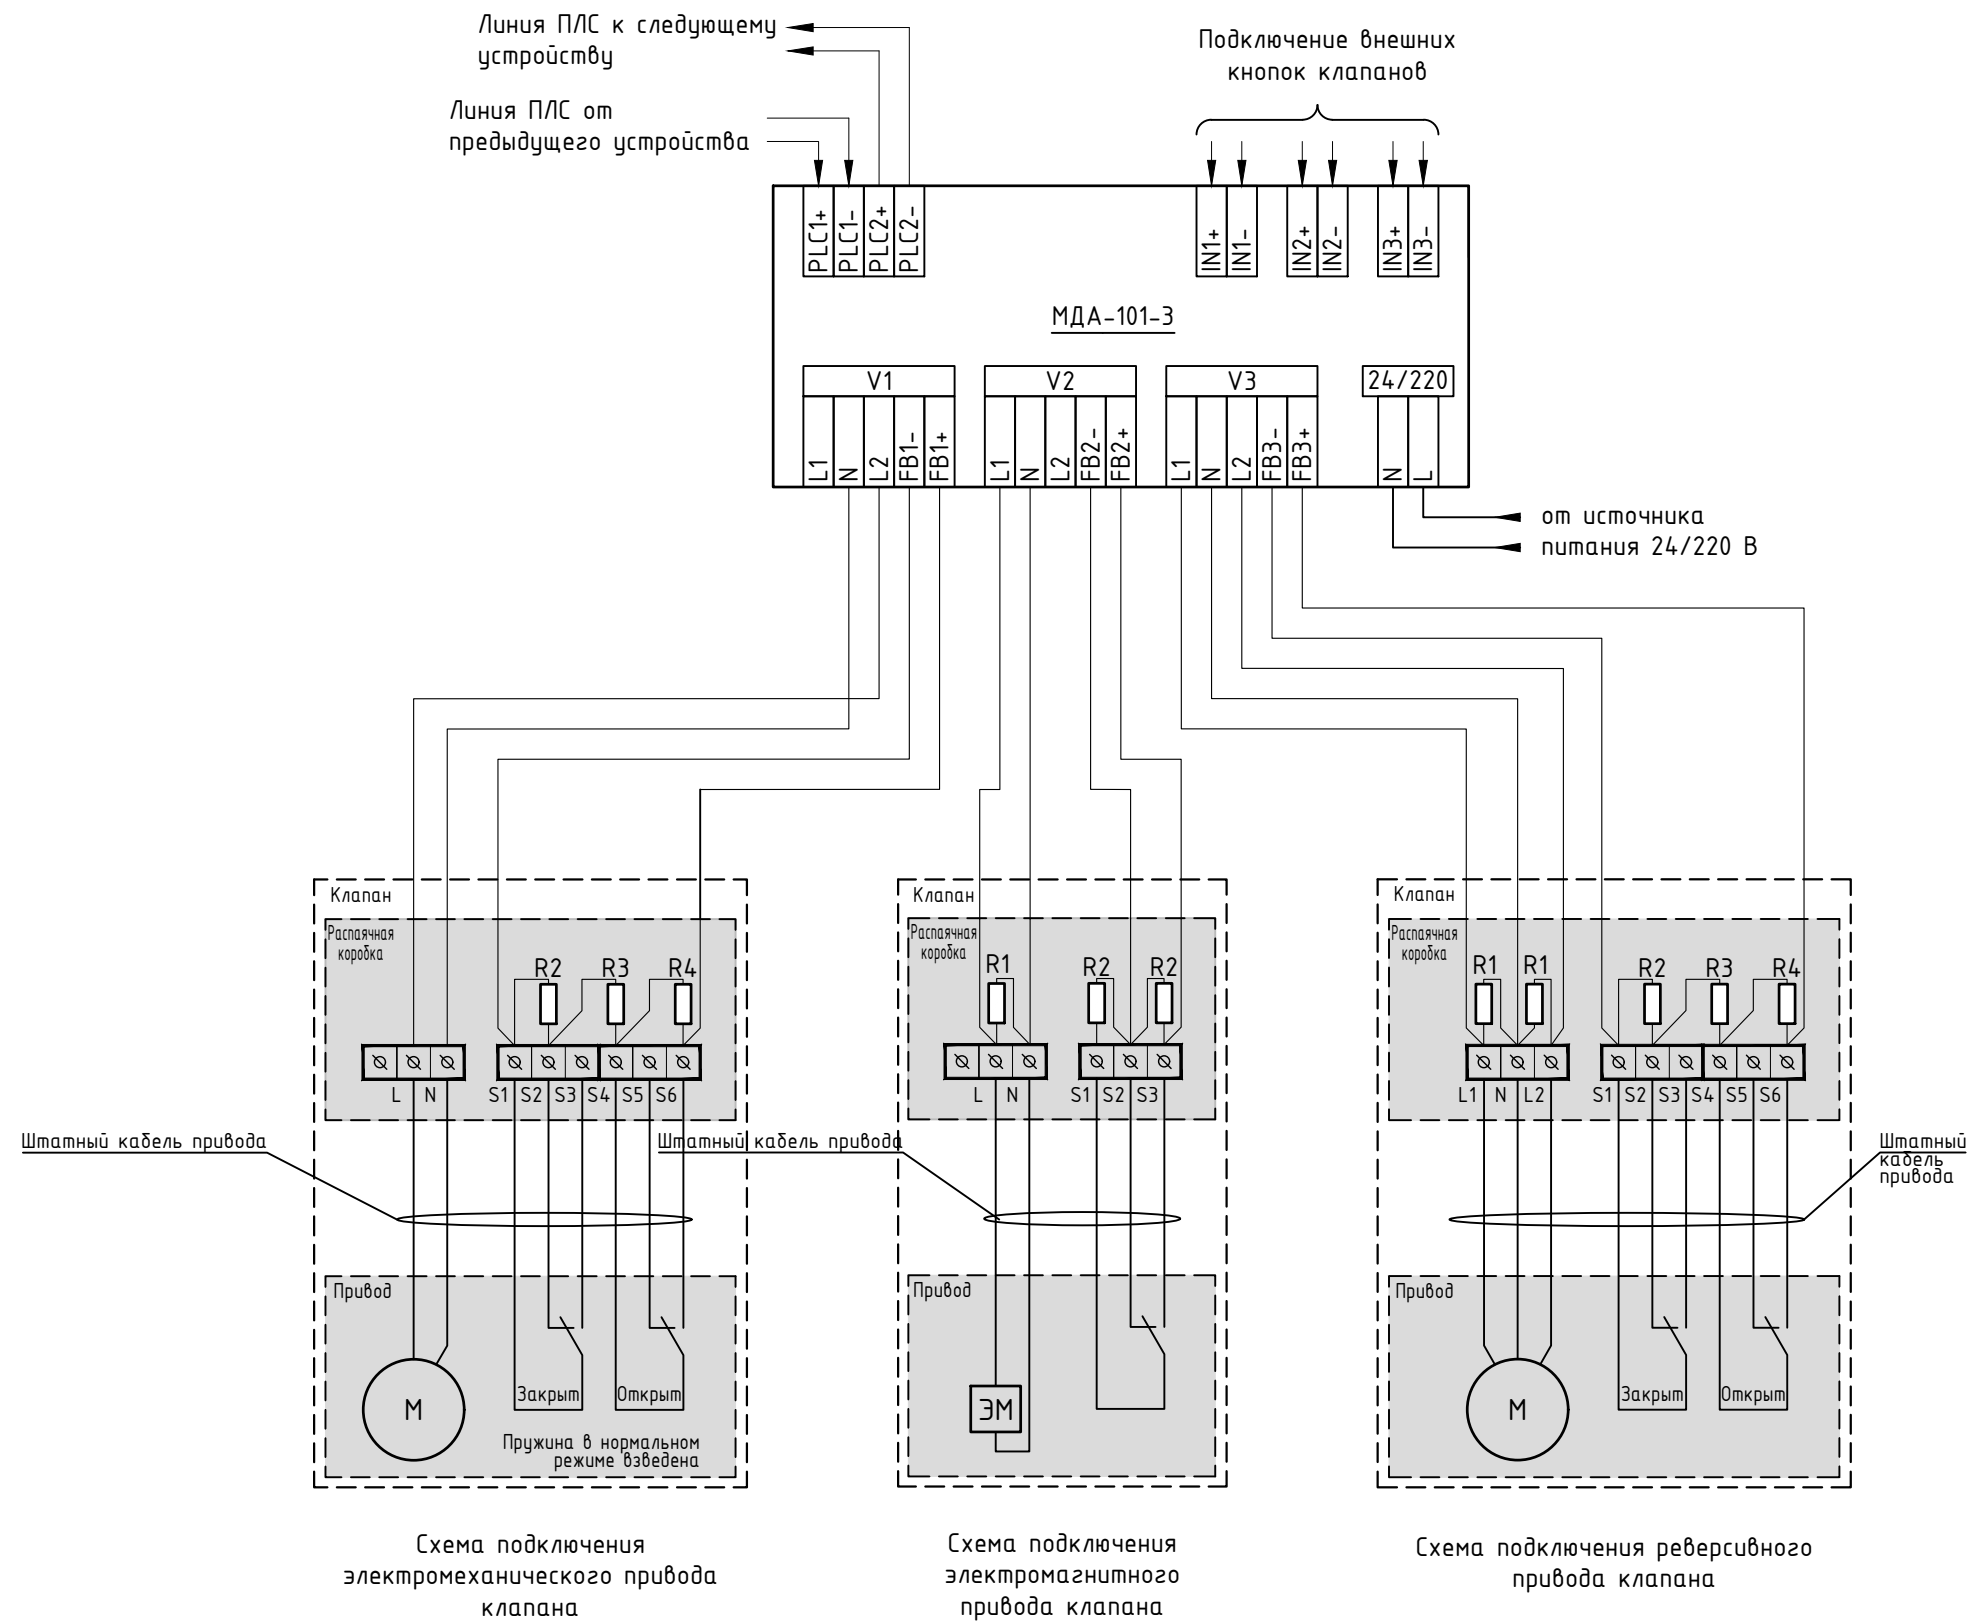 Линия ПЛС к следующему
устройству
Линия ПЛС от
предыдущего устройства
Подключение внешних
кнопок клапанов
PLC1+
PLC1-
PLC2+
PLC2-
IN1+
IN1-
IN2+
IN2-
IN3+
IN3-
МДА-101-3
V1
V2
V3
24/220
L1
N
L2
FB1-
FB1+
L1
N
L2
FB2-
FB2+
L1
N
L2
FB3-
FB3+
N
L
от источника
питания 24/220 В
Клапан
Распаячная
коробка
R2 R3 R4
L N S1 S2 S3 S4 S5 S6
Штатный кабель привода
Привод
М
Закрыт
Открыт
Пружина в нормальном
режиме взведена
Схема подключения
электромеханического привода
клапана
Клапан
Распаячная
коробка
R1 R2 R2
L N S1 S2 S3
Штатный кабель привода
Привод
ЭМ
Схема подключения
электромагнитного
привода клапана
Клапан
Распаячная
коробка
R1 R1 R2 R3 R4
L1 N L2 S1 S2 S3 S4 S5 S6
Штатный
кабель
привода
Привод
М
Закрыт
Открыт
Схема подключения реверсивного
привода клапана